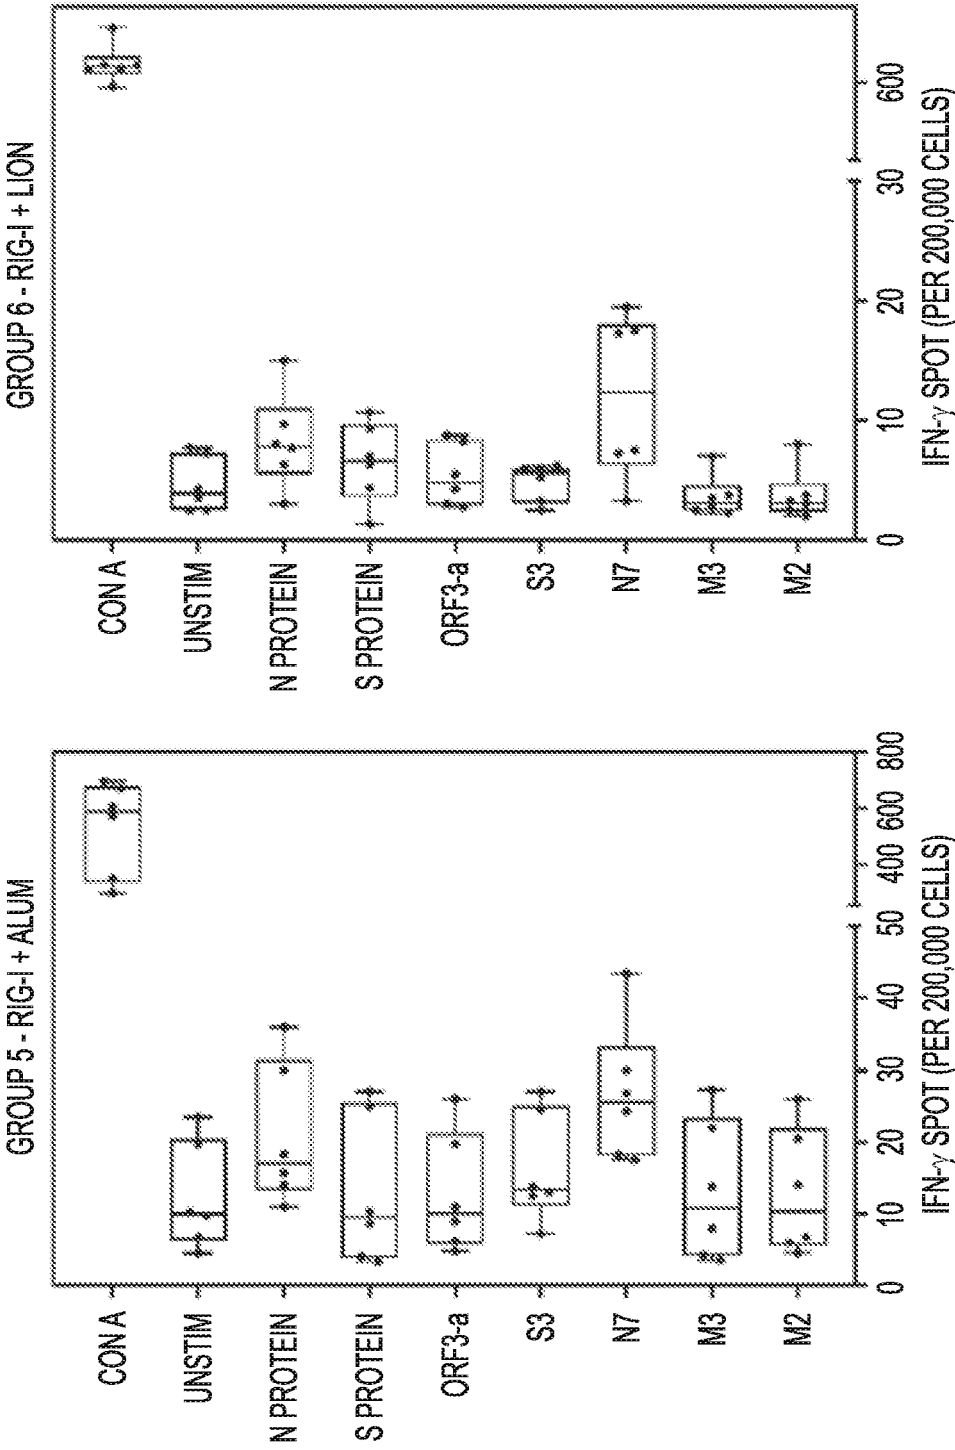 GROUP 5 - RIG-I + ALUM
CON A
UNSTIM
N PROTEIN
S PROTEIN
ORF3-a
S3
N7
M3
M2
0 10 20 30 40 50 400 600 800
IFN-γ SPOT (PER 200,000 CELLS)
GROUP 6 - RIG-I + LION
CON A
UNSTIM
N PROTEIN
S PROTEIN
ORF3-a
S3
N7
M3
M2
0 10 20 30 600
IFN-γ SPOT (PER 200,000 CELLS)